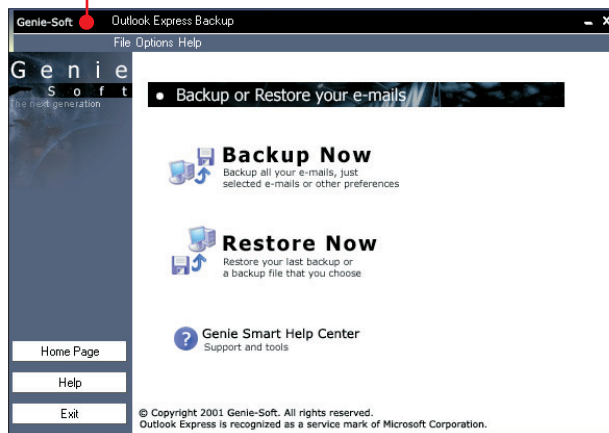 Genie-Soft Outlook Express Backup
File Options Help
Genie
Soft
The next generation
Backup or Restore your e-mails
Backup Now
Backup all your e-mails, just
selected e-mails or other preferences
Restore Now
Restore your last backup or
a backup file that you choose
? Genie Smart Help Center
Support and tools
Home Page
Help
Exit
© Copyright 2001 Genie-Soft. All rights reserved.
Outlook Express is recognized as a service mark of Microsoft Corporation.